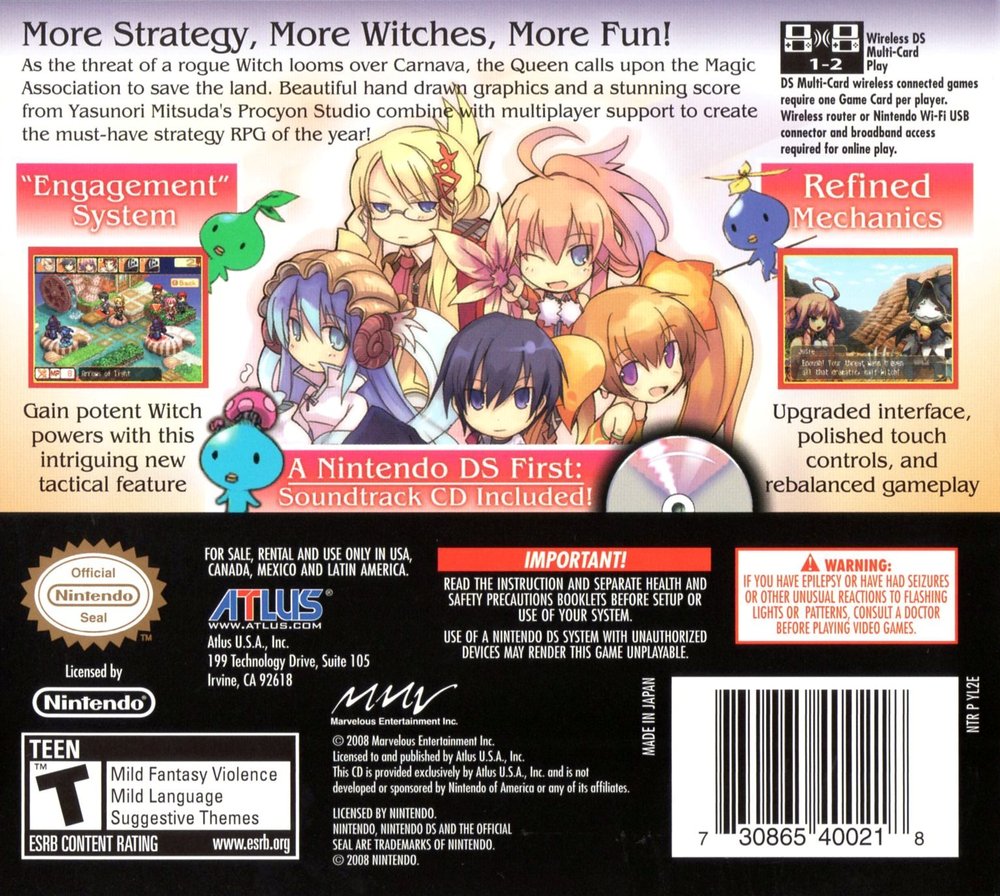 More Strategy, More Witches, More Fun!
As the threat of a rogue Witch looms over Carnava, the Queen calls upon the Magic
Association to save the land. Beautiful hand drawn graphics and a stunning score
from Yasunori Mitsuda's Procyon Studio combine with multiplayer support to create
the must-have strategy RPG of the year!
1-2
Wireless DS
Multi-Card
Play
DS Multi-Card wireless connected games
require one Game Card per player.
Wireless router or Nintendo Wi-Fi USB
connector and broadband access
required for online play.
"Engagement"
System
Arrows of Light
Gain potent Witch
powers with this
intriguing new
tactical feature
Refined
Mechanics
Upgraded interface,
polished touch
controls, and
rebalanced gameplay
A Nintendo DS First:
Soundtrack CD Included!
Official
Nintendo
Seal
TM
Licensed by
Nintendo®
FOR SALE, RENTAL AND USE ONLY IN USA,
CANADA, MEXICO AND LATIN AMERICA.
ATLUS®
WWW.ATLUS.COM
Atlus U.S.A., Inc.
199 Technology Drive, Suite 105
Irvine, CA 92618
IMPORTANT!
READ THE INSTRUCTION AND SEPARATE HEALTH AND
SAFETY PRECAUTIONS BOOKLETS BEFORE SETUP OR
USE OF YOUR SYSTEM.
USE OF A NINTENDO DS SYSTEM WITH UNAUTHORIZED
DEVICES MAY RENDER THIS GAME UNPLAYABLE.
WARNING:
IF YOU HAVE EPILEPSY OR HAVE HAD SEIZURES
OR OTHER UNUSUAL REACTIONS TO FLASHING
LIGHTS OR PATTERNS, CONSULT A DOCTOR
BEFORE PLAYING VIDEO GAMES.
MMV
Marvelous Entertainment Inc.
© 2008 Marvelous Entertainment Inc.
Licensed to and published by Atlus U.S.A., Inc.
This CD is provided exclusively by Atlus U.S.A., Inc. and is not
developed or sponsored by Nintendo of America or any of its affiliates.
LICENSED BY NINTENDO.
NINTENDO, NINTENDO DS AND THE OFFICIAL
SEAL ARE TRADEMARKS OF NINTENDO.
© 2008 NINTENDO.
TEEN
TM
T
Mild Fantasy Violence
Mild Language
Suggestive Themes
ESRB CONTENT RATING www.esrb.org
MADE IN JAPAN
NTR P YL2E
7 30865 40021 8